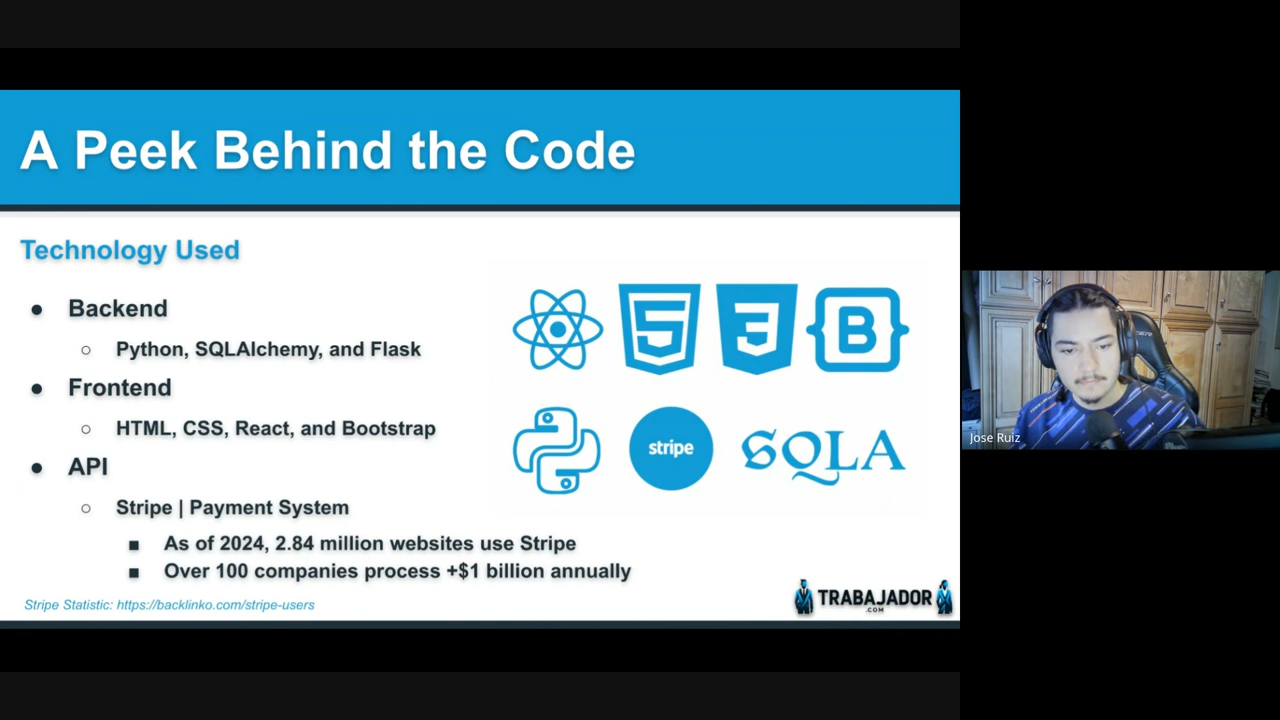 A Peek Behind the Code
Technology Used
● Backend
○ Python, SQLAlchemy, and Flask
● Frontend
○ HTML, CSS, React, and Bootstrap
● API
○ Stripe | Payment System
■ As of 2024, 2.84 million websites use Stripe
■ Over 100 companies process +$1 billion annually
Stripe Statistic: https://backlinko.com/stripe-users
5 3 B
stripe SQLA
TRABAJADOR
.COM
Jose Ruiz